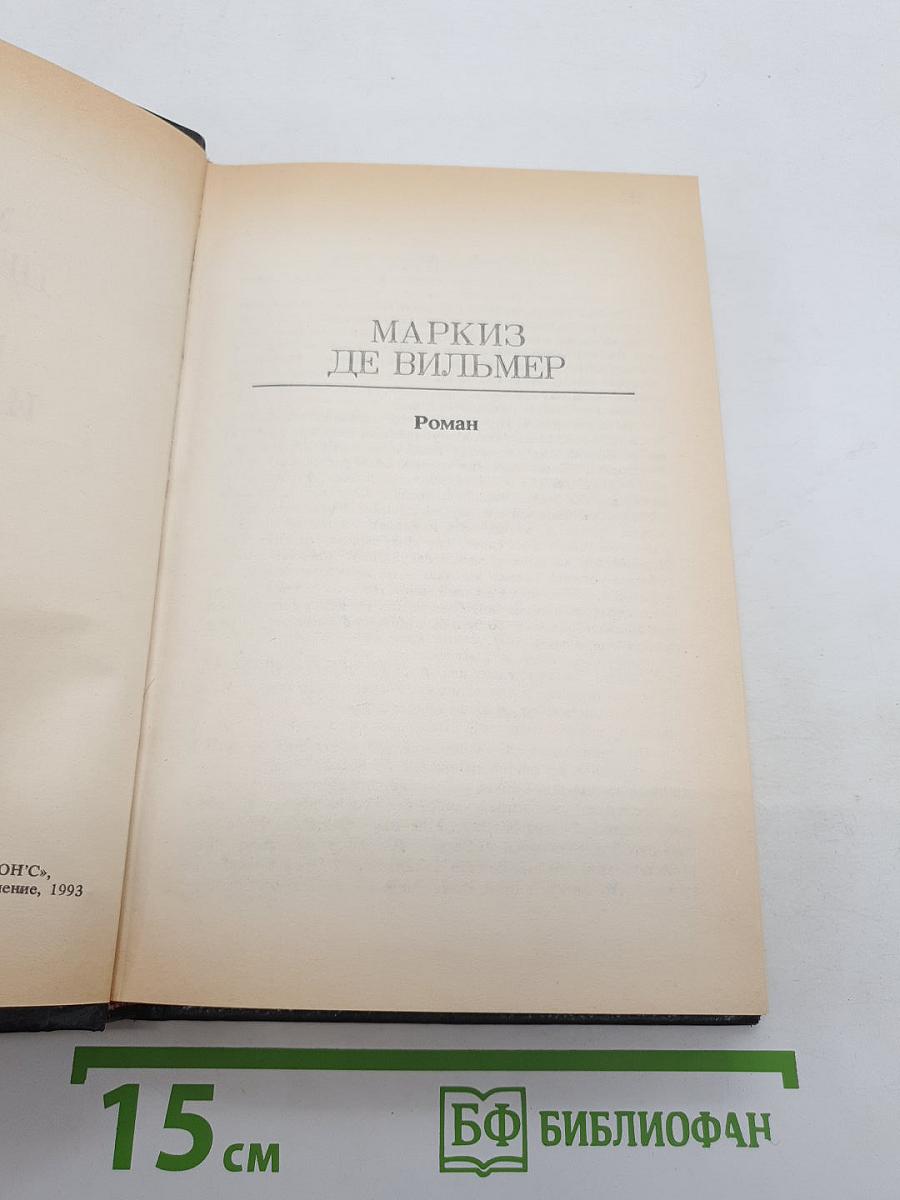 МАРКИЗ
ДЕ ВИЛЬМЕР
Роман
ОН'С»,
ение, 1993
15 см
БФ БИБЛИОФАН